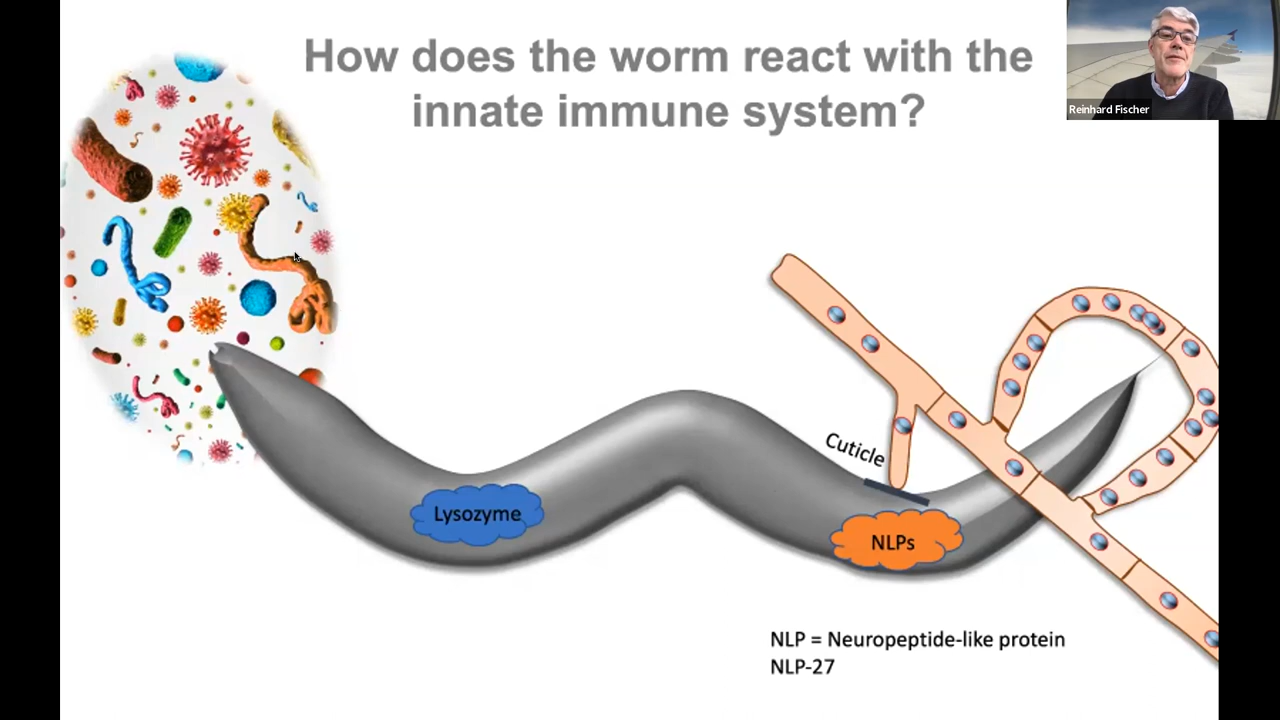 How does the worm react with the
innate immune system?
Reinhard Fischer
Cuticle
Lysozyme
NLPs
NLP = Neuropeptide-like protein
NLP-27